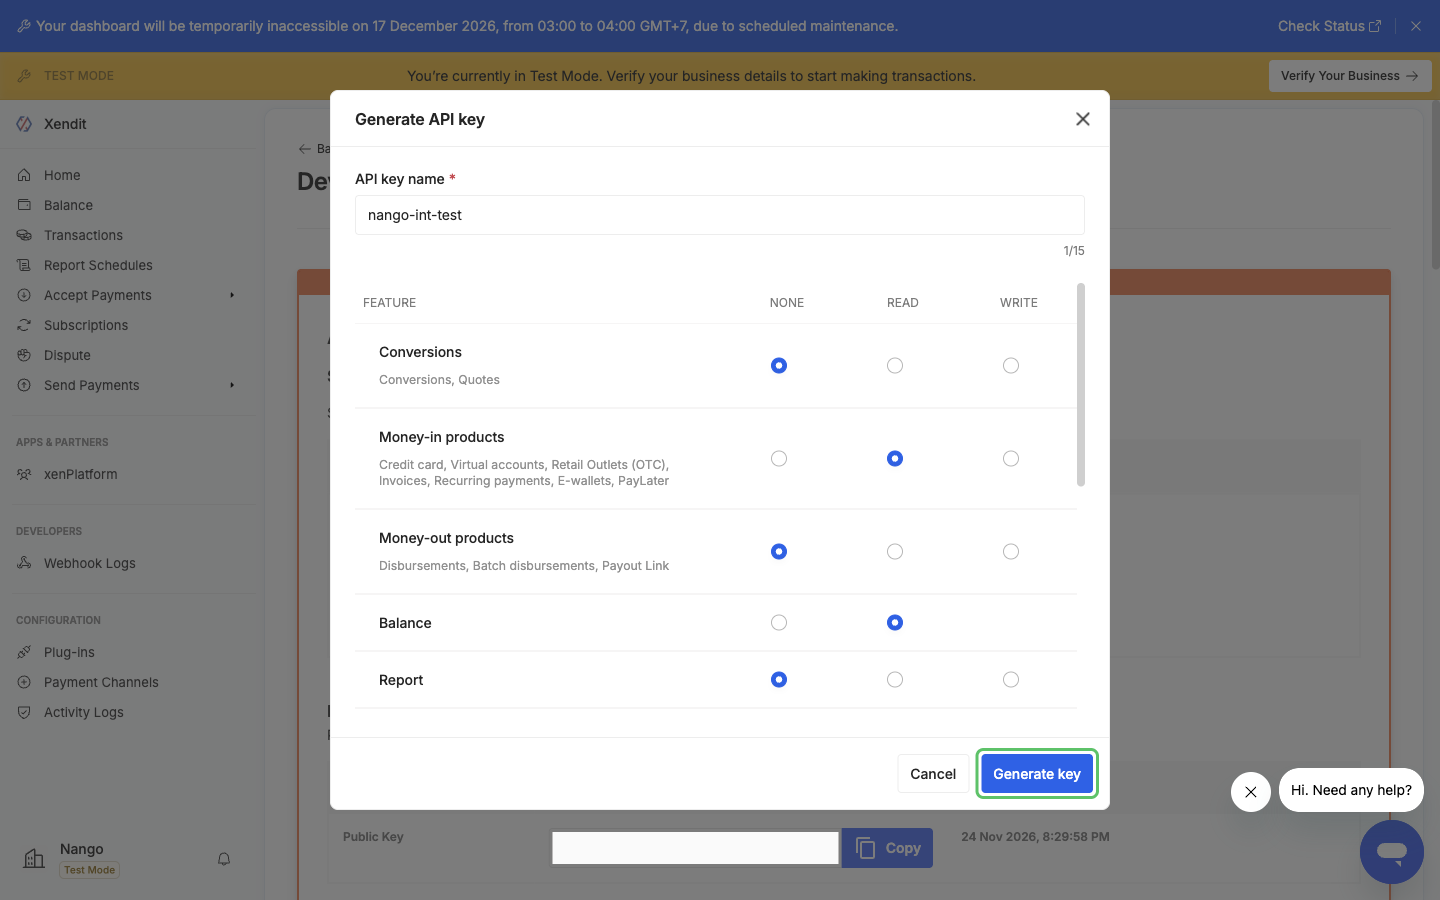 Your dashboard will be temporarily inaccessible on 17 December 2026, from 03:00 to 04:00 GMT+7, due to scheduled maintenance.
Check Status
TEST MODE
You're currently in Test Mode. Verify your business details to start making transactions.
Verify Your Business
Xendit
Home
Balance
Transactions
Report Schedules
Accept Payments
Subscriptions
Dispute
Send Payments
APPS & PARTNERS
xenPlatform
DEVELOPERS
Webhook Logs
CONFIGURATION
Plug-ins
Payment Channels
Activity Logs
Nango
Test Mode
Generate API key
API key name *
nango-int-test
1/15
FEATURE NONE READ WRITE
Conversions
Conversions, Quotes
Money-in products
Credit card, Virtual accounts, Retail Outlets (OTC),
Invoices, Recurring payments, E-wallets, PayLater
Money-out products
Disbursements, Batch disbursements, Payout Link
Balance
Report
Cancel
Generate key
Public Key
Copy
24 Nov 2026, 8:29:58 PM
Hi. Need any help?